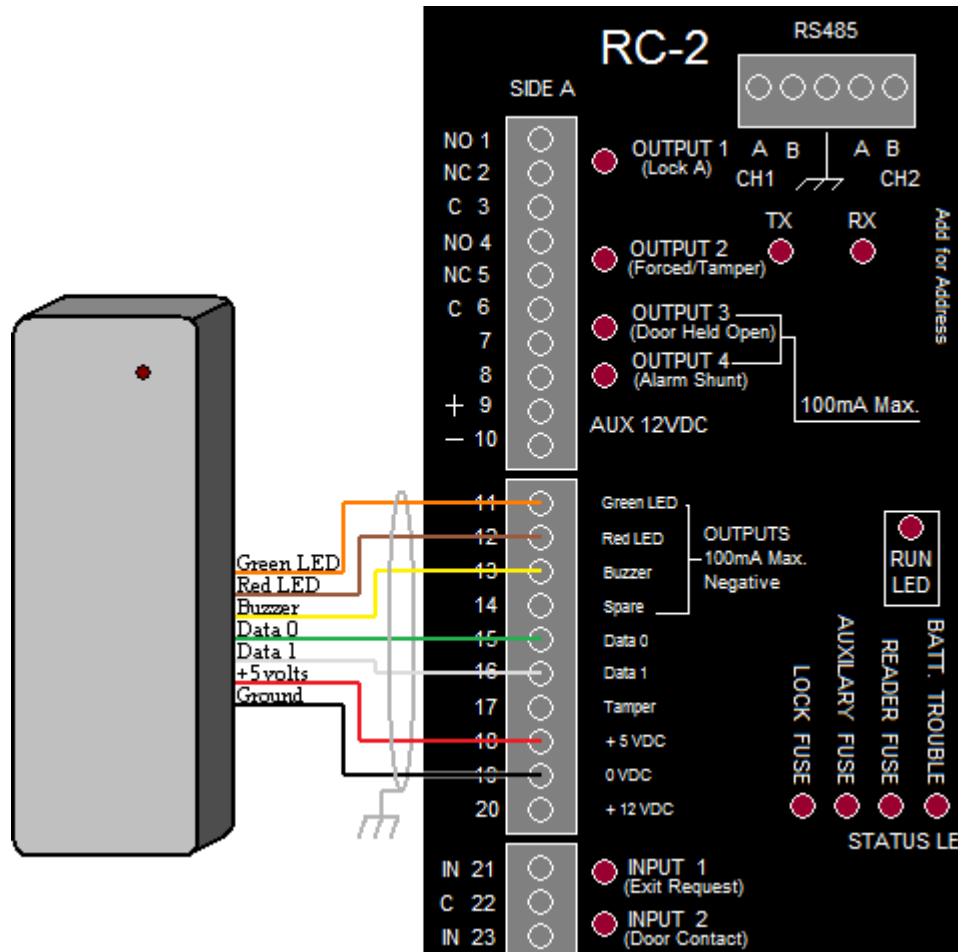 RC-2
RS485
SIDE A
NO 1
NC 2
C 3
NO 4
NC 5
C 6
7
8
+ 9
− 10
OUTPUT 1
(Lock A)
OUTPUT 2
(Forced/Tamper)
OUTPUT 3
(Door Held Open)
OUTPUT 4
(Alarm Shunt)
AUX 12VDC
A B A B
CH1 CH2
TX RX
Add for Address
100mA Max.
Green LED
Red LED
Buzzer
Data 0
Data 1
+5 volts
Ground
11
12
13
14
15
16
17
18
19
20
Green LED
Red LED
Buzzer
Spare
Data 0
Data 1
Tamper
+ 5 VDC
0 VDC
+ 12 VDC
OUTPUTS
100mA Max.
Negative
RUN
LED
LOCK FUSE
AUXILARY FUSE
READER FUSE
BATT. TROUBLE
STATUS LE
IN 21
C 22
IN 23
INPUT 1
(Exit Request)
INPUT 2
(Door Contact)